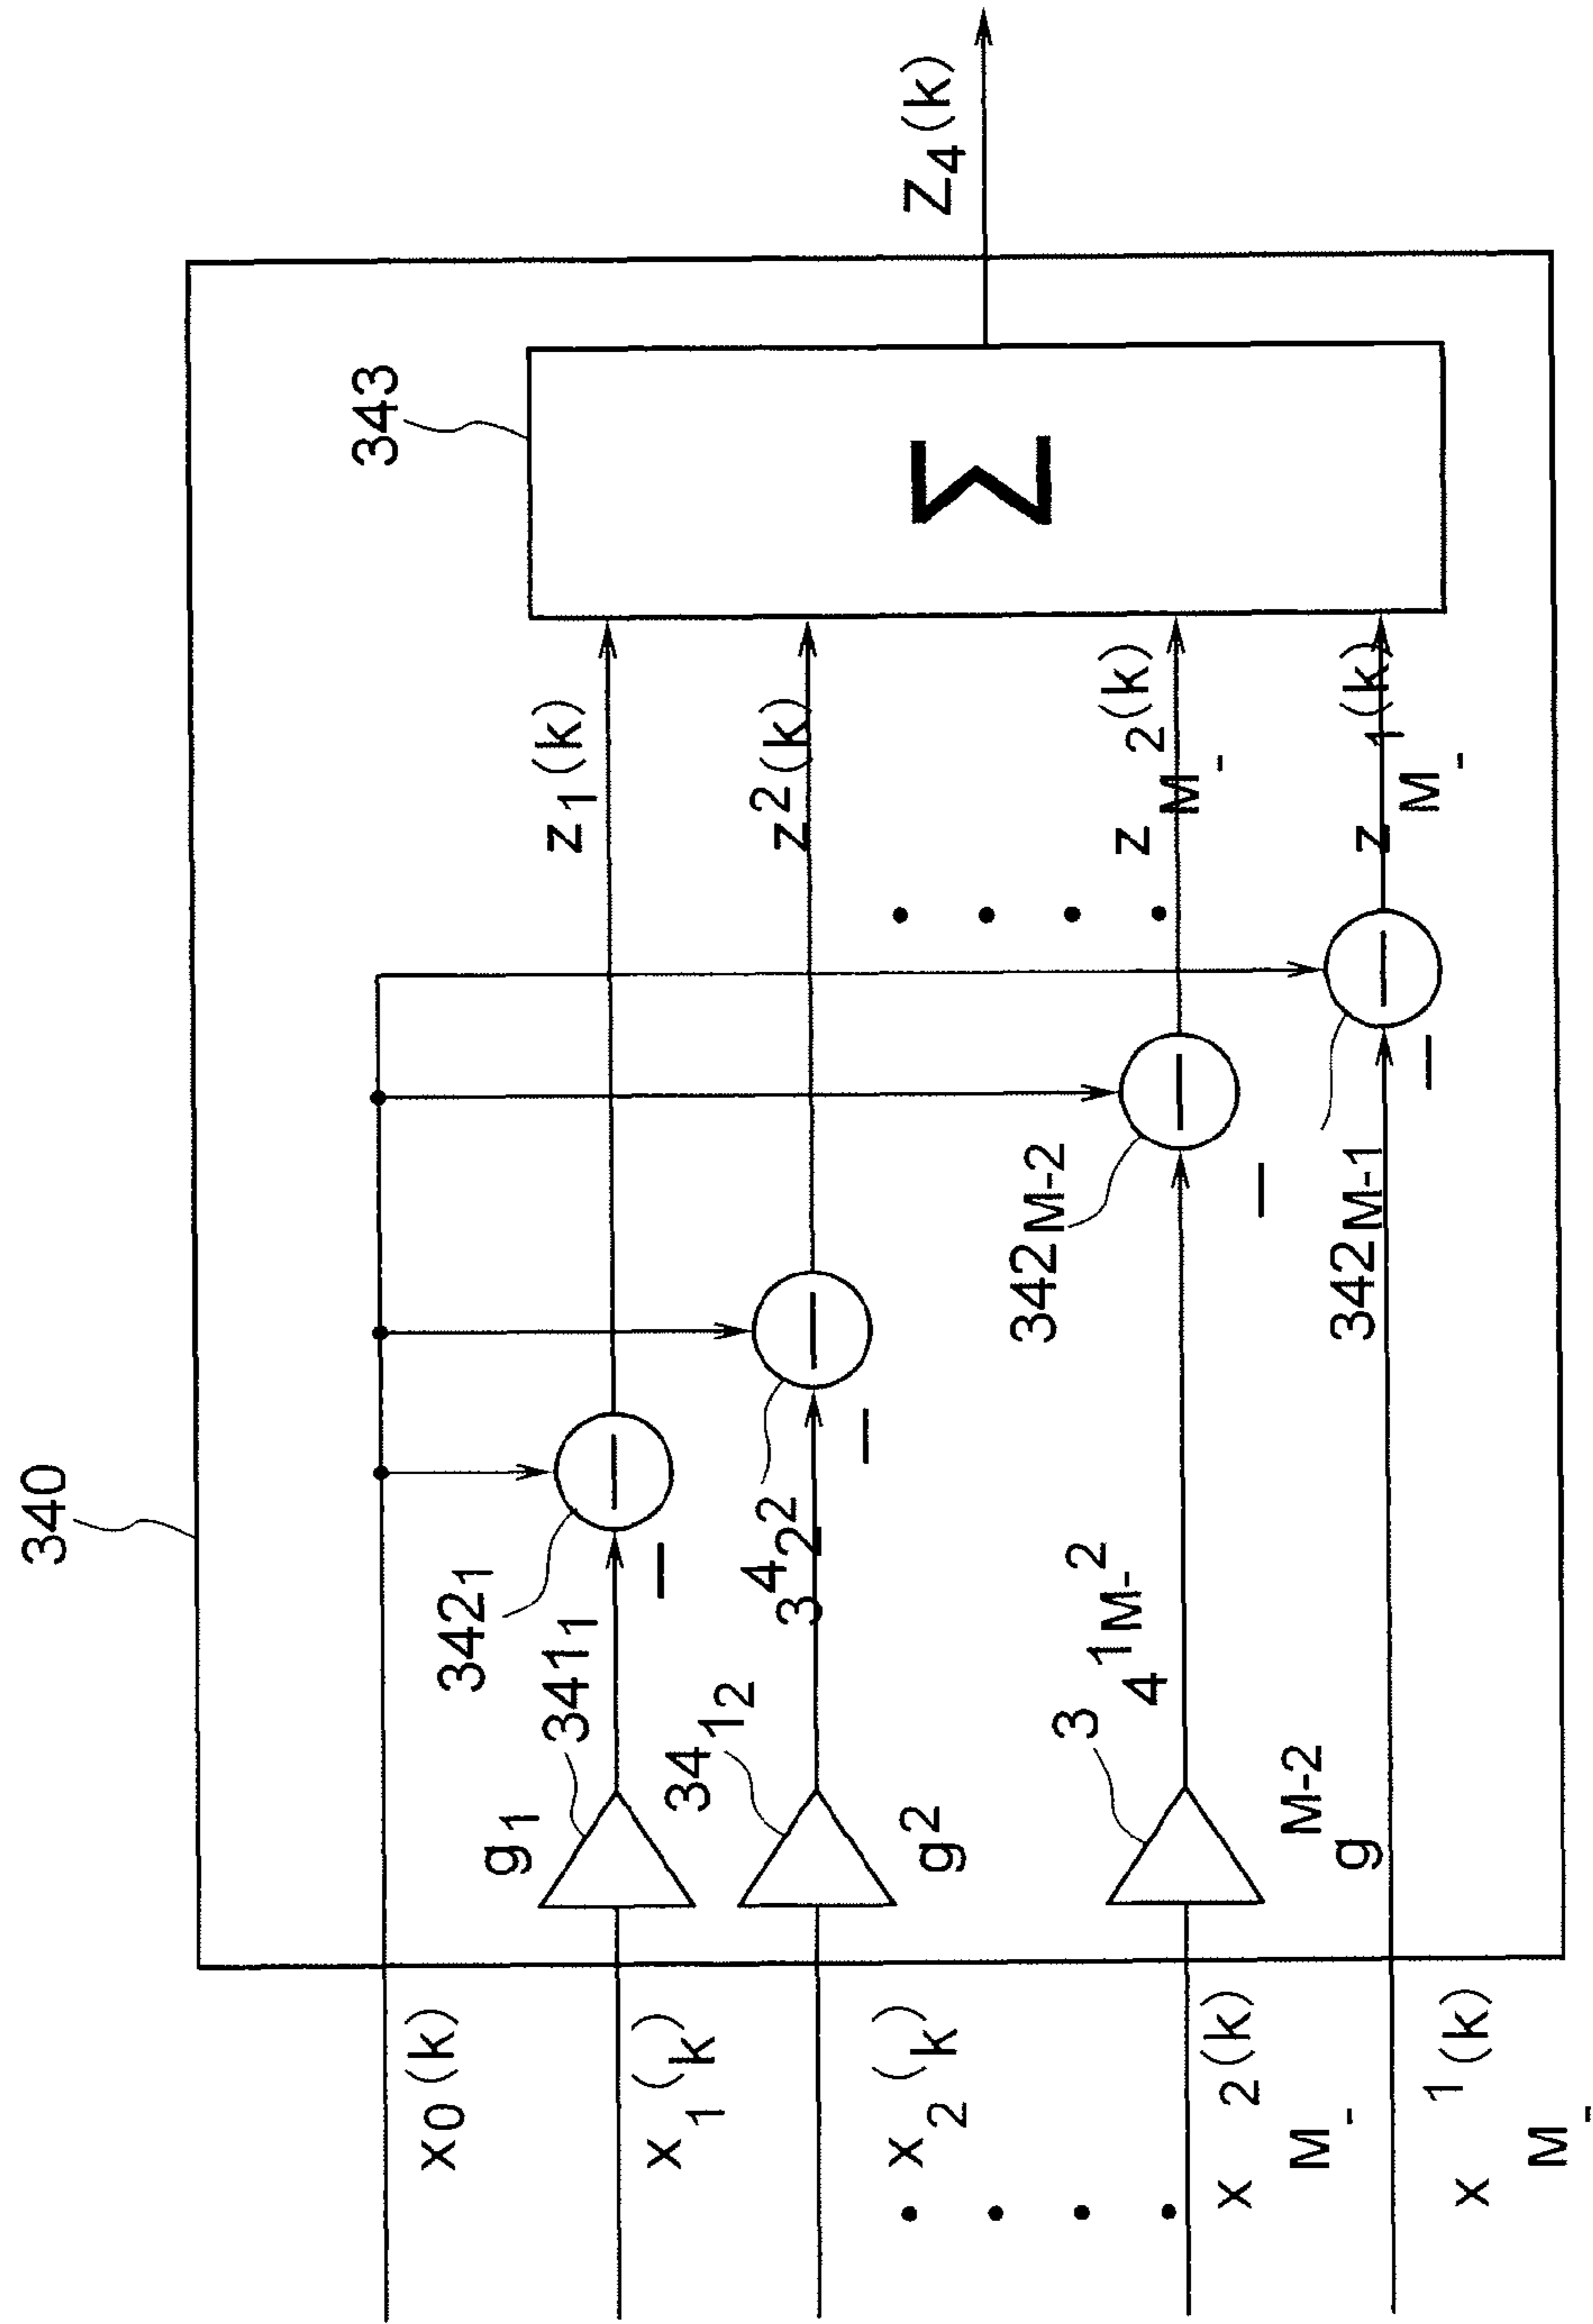 340
343
x0(k)
342₁
341₁
g₁
x₁(k)
z₁(k)
Z₄(k)
Σ
34₁₂
g²
342²
x₂(k)
z²(k)
. . . .
. . . .
341M-2
gM-2
342M-2
xM-2(k)
zM-2(k)
342M-1
xM-1(k)
zM-1(k)